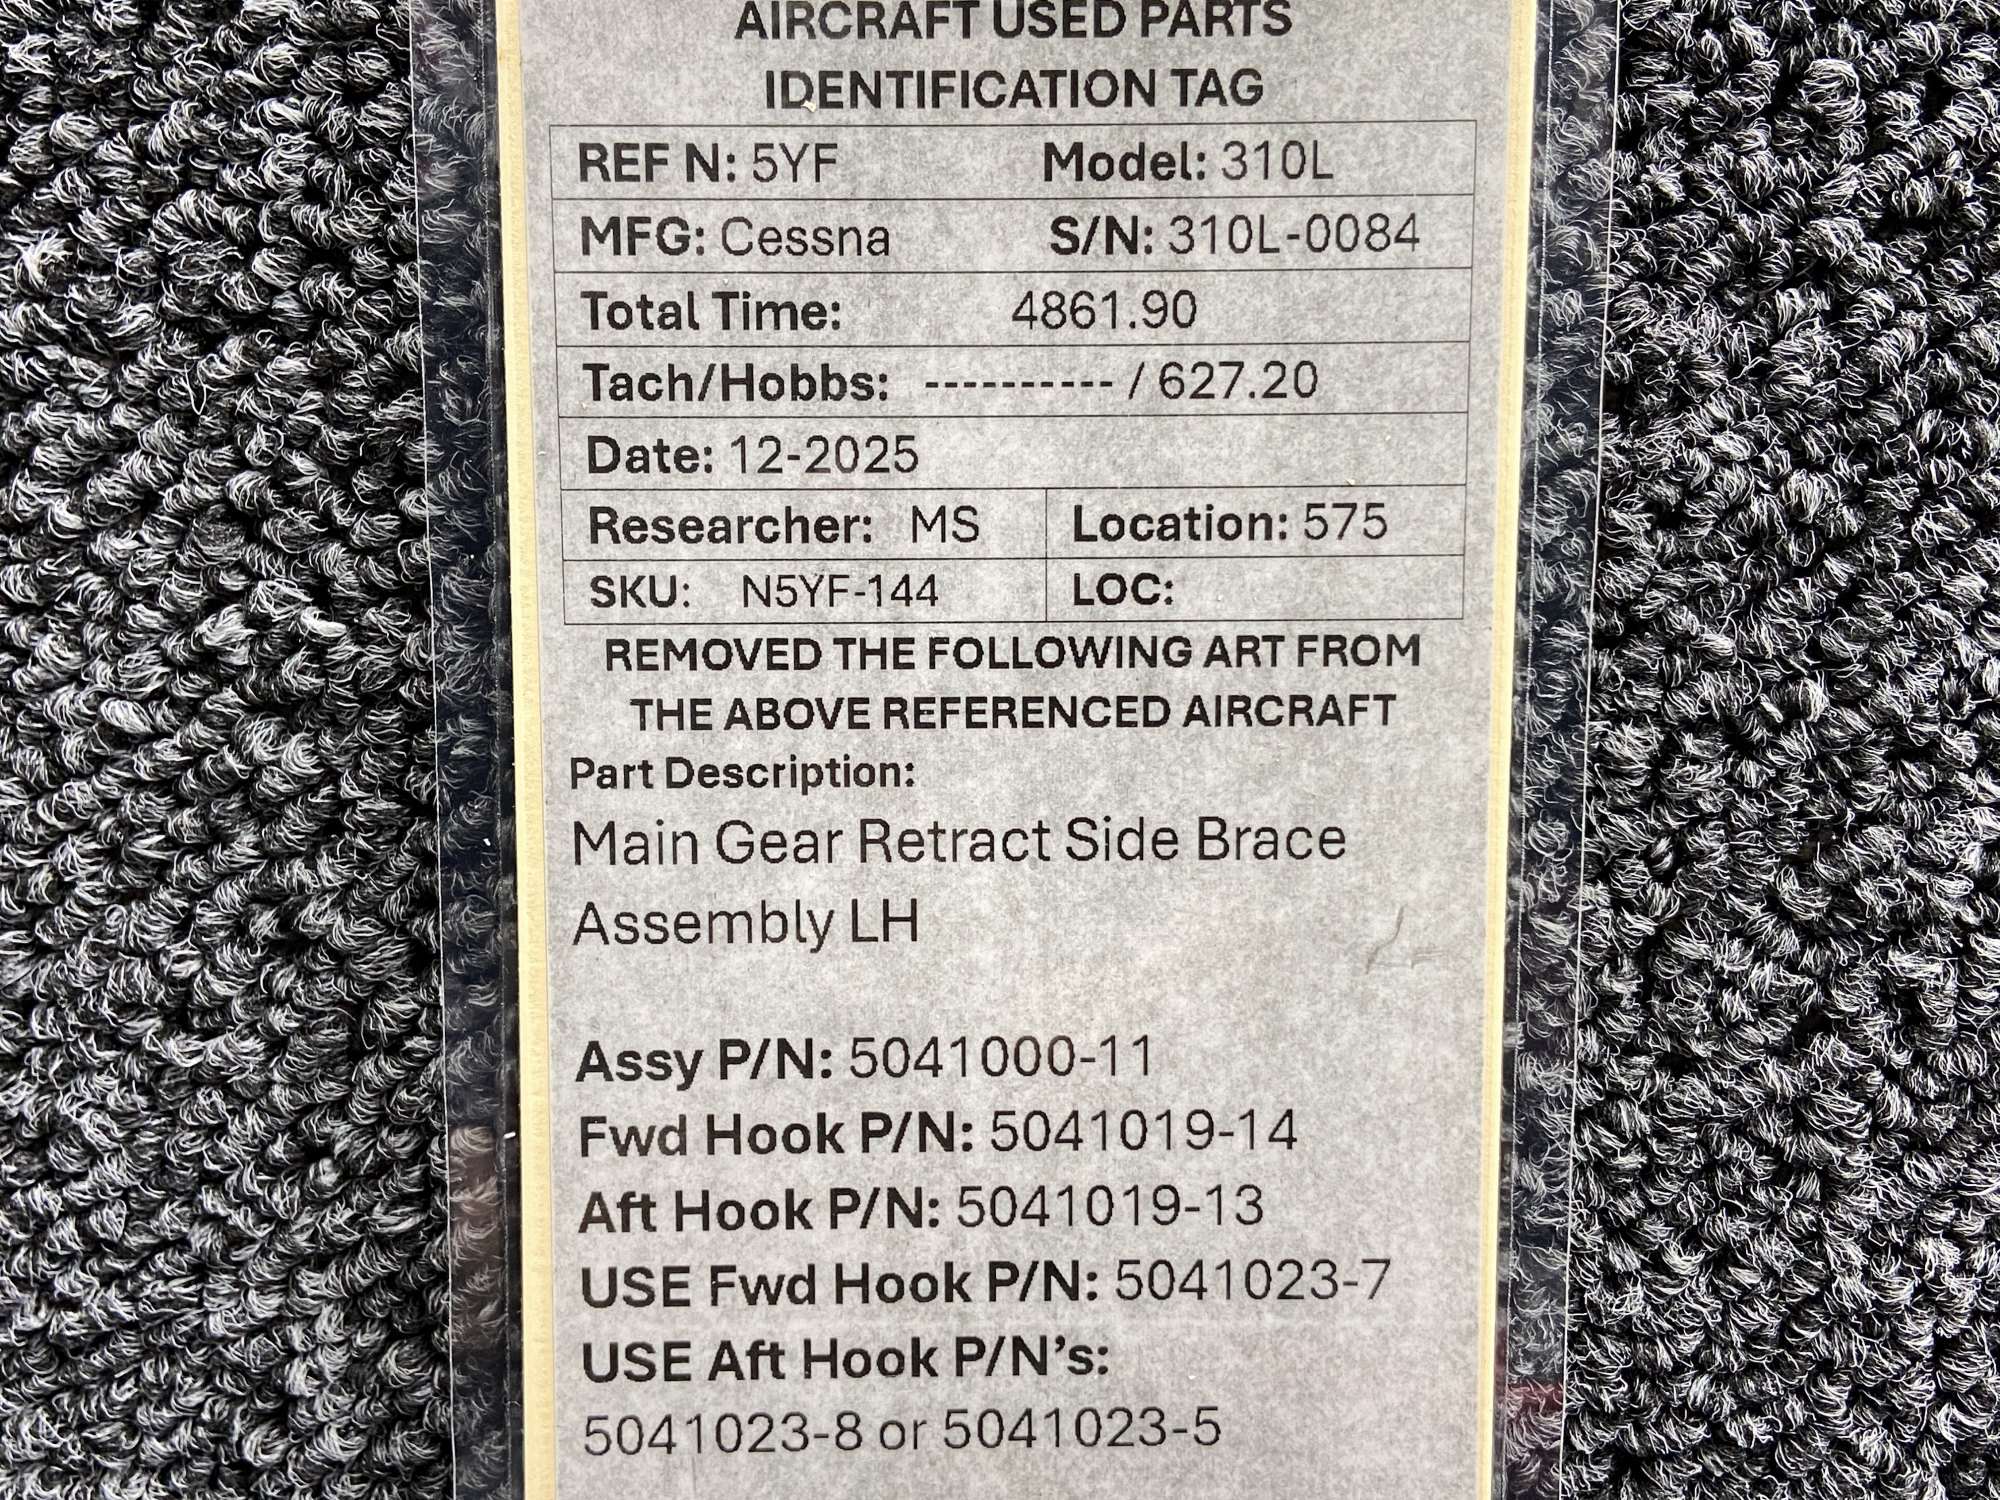 AIRCRAFT USED PARTS
IDENTIFICATION TAG
REF N: 5YF Model: 310L
MFG: Cessna S/N: 310L-0084
Total Time: 4861.90
Tach/Hobbs: ---------- / 627.20
Date: 12-2025
Researcher: MS Location: 575
SKU: N5YF-144 LOC:
REMOVED THE FOLLOWING ART FROM
THE ABOVE REFERENCED AIRCRAFT
Part Description:
Main Gear Retract Side Brace
Assembly LH
Assy P/N: 5041000-11
Fwd Hook P/N: 5041019-14
Aft Hook P/N: 5041019-13
USE Fwd Hook P/N: 5041023-7
USE Aft Hook P/N's:
5041023-8 or 5041023-5